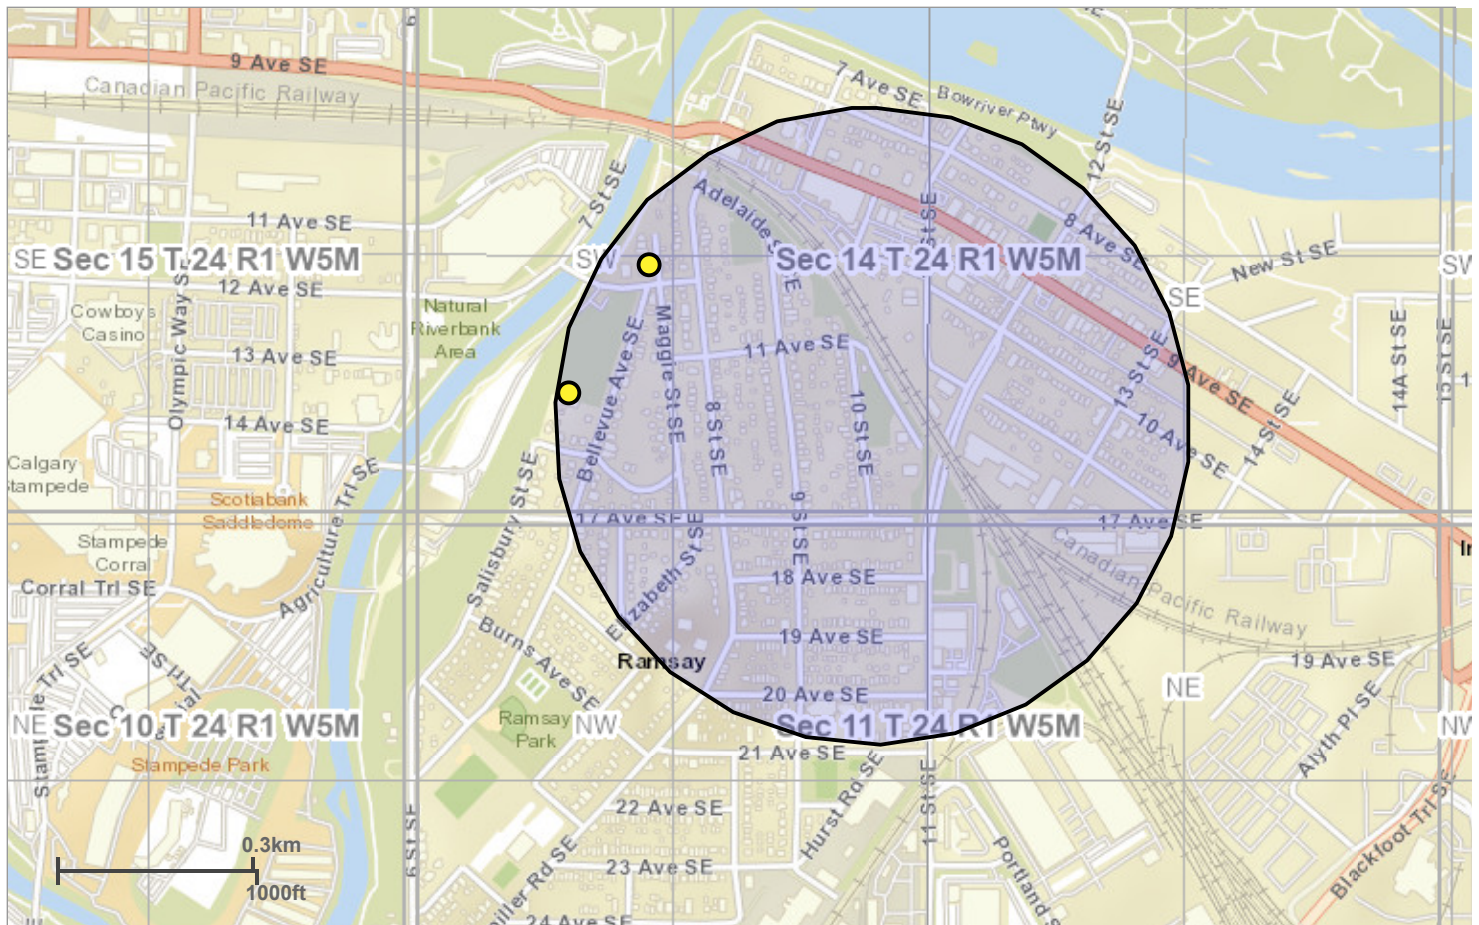 6
7 Ave SE
9 Ave SE
Canadian Pacific Railway
Bowriver Ptwy
12 St SE
7 St SE
Adelaide S
SE
St SE
11 Ave SE
8 Ave SE
SE
Sec 15 T 24 R1 W5M
SW
Sec 14 T 24 R1 W5M
New St SE
SW
12 Ave SE
SE
Olympic Way S
Cowboys
Casino
Natural
Riverbank
Area
Maggie St SE
Bellevue Ave SE
11 Ave SE
13 Ave SE
14A St SE
15 St SE
13 St SE
9 Ave SE
1
8 St SE
10 St SE
14 Ave SE
10 Ave SE
14 St SE
Calgary
Stampede
Scotiabank
Saddledome
Agriculture Trl SE
Salisbury St SE
17 Ave SE
9 St SE
17 Ave SE
Stampede
Corral
Canadian Pacific Railway
Corral Trl SE
18 Ave SE
Elizabeth St SE
Burns Ave SE
19 Ave SE
Ramsay
19 Ave SE
20 Ave SE
NE
Alyth Pl SE
Trl SE
NE
Sec 10 T 24 R1 W5M
Ramsay
Park
NW
Sec 11 T 24 R1 W5M
NW
21 Ave SE
Stampede Park
Hurst Rd SE
11 St SE
22 Ave SE
6 St SE
Blackfoot Trl SE
0.3km
1000ft
23 Ave SE
Portland S
iller Rd SE
24 Ave SE